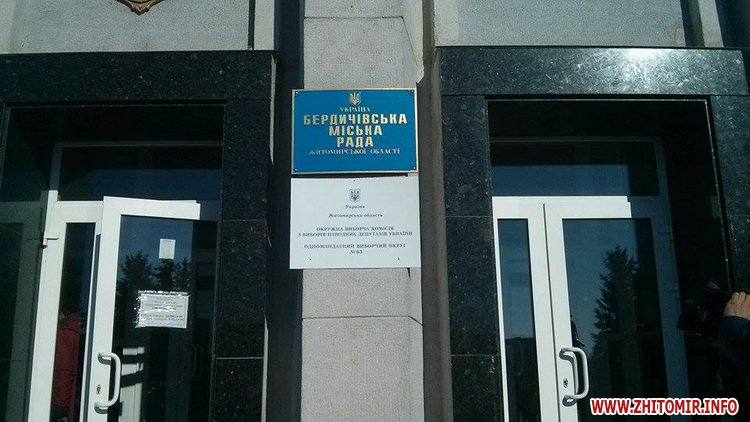 УКРАЇНА
БЕРДИЧІВСЬКА
МІСЬКА
РАДА
ЖИТОМИРСЬКОЇ ОБЛАСТІ
Україна
Житомирська область
ОКРУЖНА ВИБОРЧА КОМІСІЯ
З ВИБОРІВ НАРОДНИХ ДЕПУТАТІВ УКРАЇНИ
ОДНОМАНДАТНИЙ ВИБОРЧИЙ ОКРУГ
№ 63
WWW.ZHITOMIR.INFO